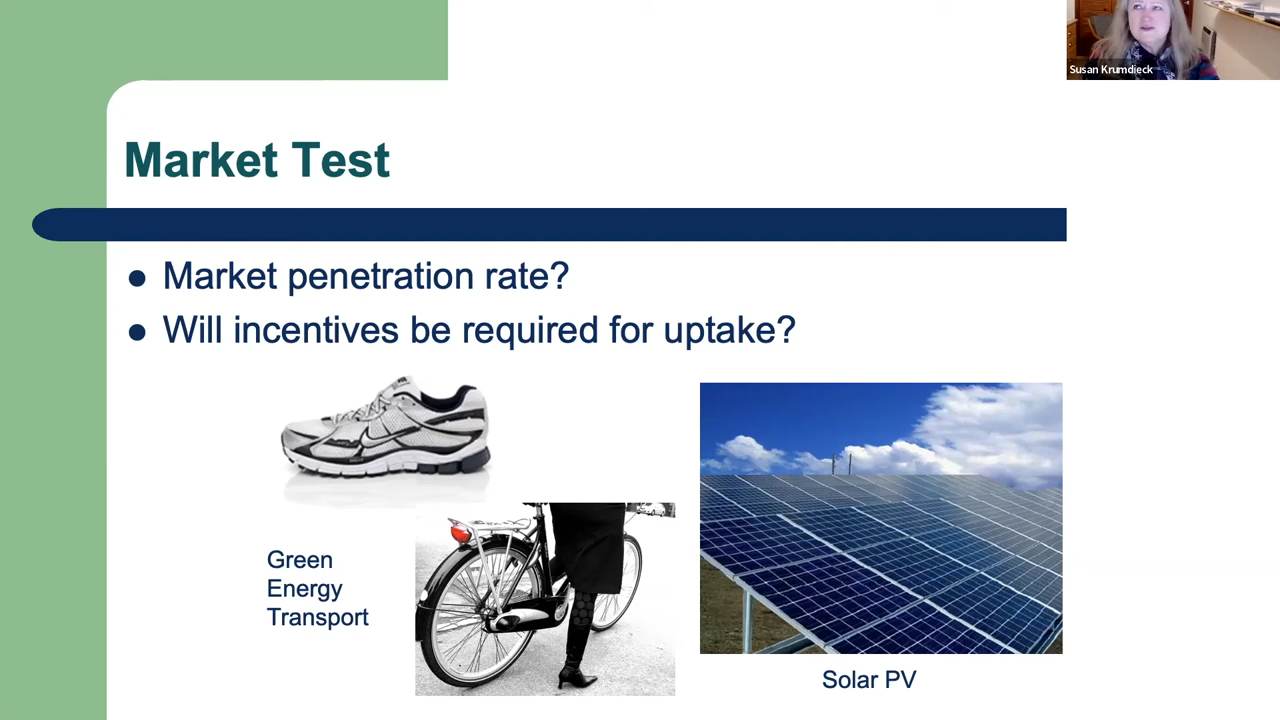 Susan Krumdieck
Market Test
Market penetration rate?
Will incentives be required for uptake?
Green
Energy
Transport
Solar PV